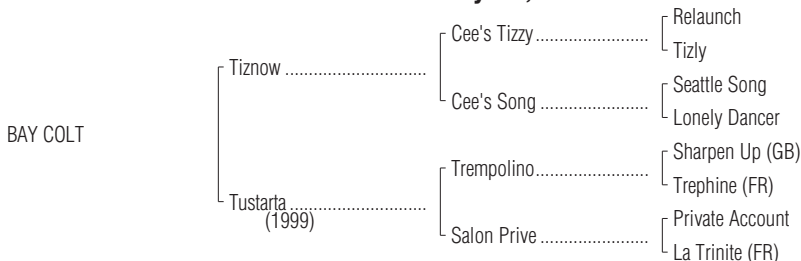 Relaunch
Cee's Tizzy
Tizly
Tiznow
Seattle Song
Cee's Song
Lonely Dancer
BAY COLT
Sharpen Up (GB)
Trempolino
Trephine (FR)
Tustarta
(1999)
Private Account
Salon Prive
La Trinite (FR)